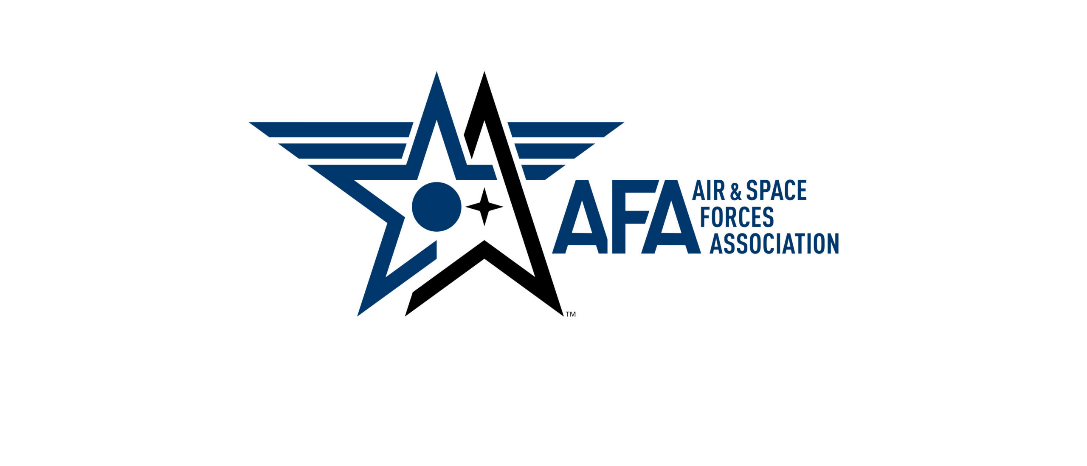 AFA
AIR & SPACE
FORCES
ASSOCIATION
TM